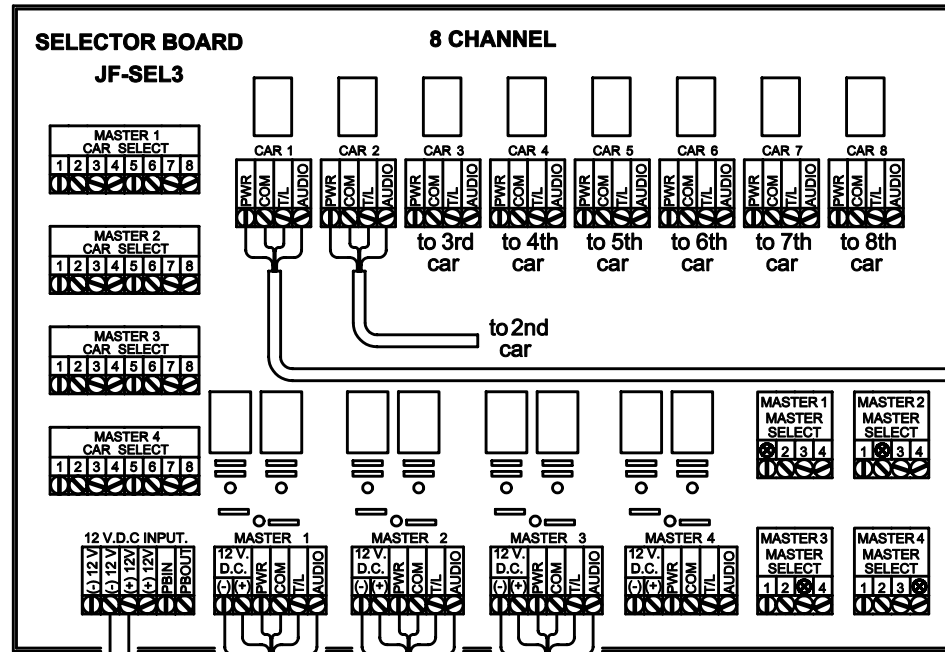 SELECTOR BOARD
JF-SEL3
8 CHANNEL
MASTER 1
CAR SELECT
1 2 3 4 5 6 7 8
MASTER 2
CAR SELECT
1 2 3 4 5 6 7 8
MASTER 3
CAR SELECT
1 2 3 4 5 6 7 8
MASTER 4
CAR SELECT
1 2 3 4 5 6 7 8
CAR 1
PWR
COM
T/L
AUDIO
CAR 2
PWR
COM
T/L
AUDIO
CAR 3
PWR
COM
T/L
AUDIO
to 3rd
car
CAR 4
PWR
COM
T/L
AUDIO
to 4th
car
CAR 5
PWR
COM
T/L
AUDIO
to 5th
car
CAR 6
PWR
COM
T/L
AUDIO
to 6th
car
CAR 7
PWR
COM
T/L
AUDIO
to 7th
car
CAR 8
PWR
COM
T/L
AUDIO
to 8th
car
to 2nd
car
MASTER 1
MASTER
SELECT
2 3 4
MASTER 2
MASTER
SELECT
1 3 4
MASTER 3
MASTER
SELECT
1 2 4
MASTER 4
MASTER
SELECT
1 2 3
12 V.D.C INPUT.
(-) 12 V
(-) 12 V
(+) 12V
(+) 12V
PBIN
PBOUT
MASTER 1
12 V.
D.C.
(-)
(+)
PWR
COM
T/L
AUDIO
MASTER 2
12 V.
D.C.
(-)
(+)
PWR
COM
T/L
AUDIO
MASTER 3
12 V.
D.C.
(-)
(+)
PWR
COM
T/L
AUDIO
MASTER 4
12 V.
D.C.
(-)
(+)
PWR
COM
T/L
AUDIO